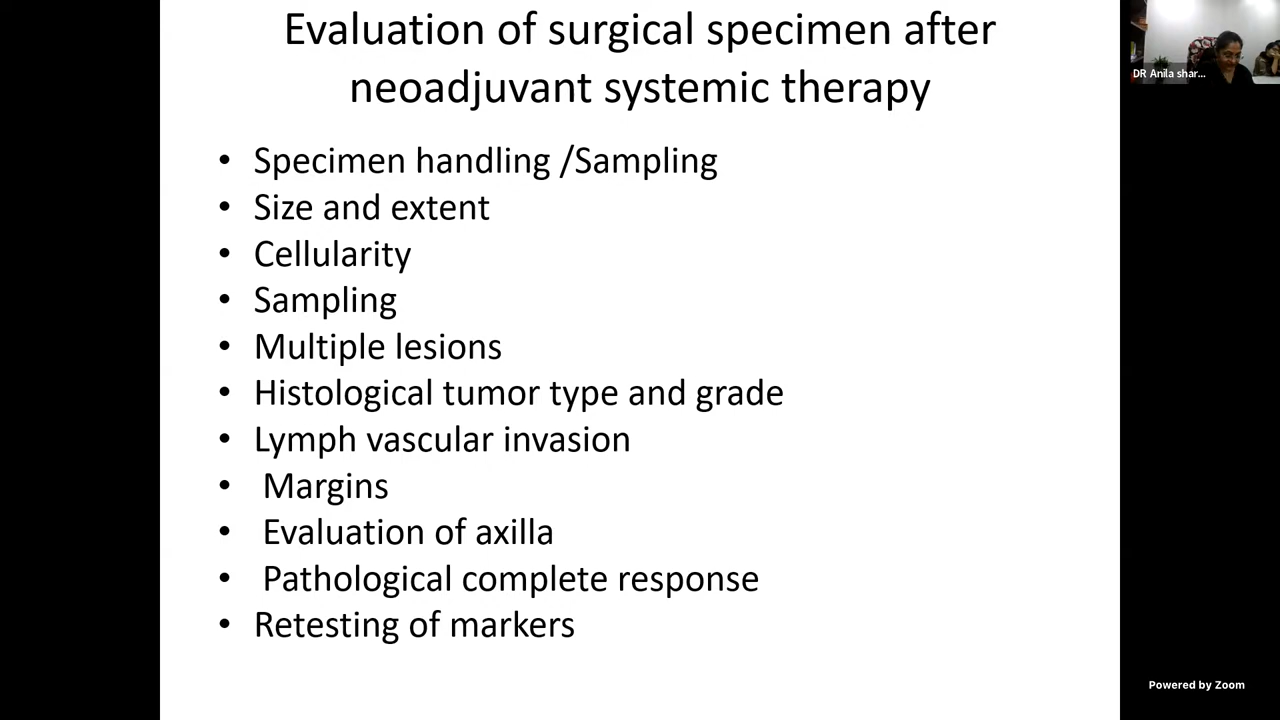 Evaluation of surgical specimen after
neoadjuvant systemic therapy
• Specimen handling /Sampling
• Size and extent
• Cellularity
• Sampling
• Multiple lesions
• Histological tumor type and grade
• Lymph vascular invasion
• Margins
• Evaluation of axilla
• Pathological complete response
• Retesting of markers
DR Anila shar...
Powered by Zoom